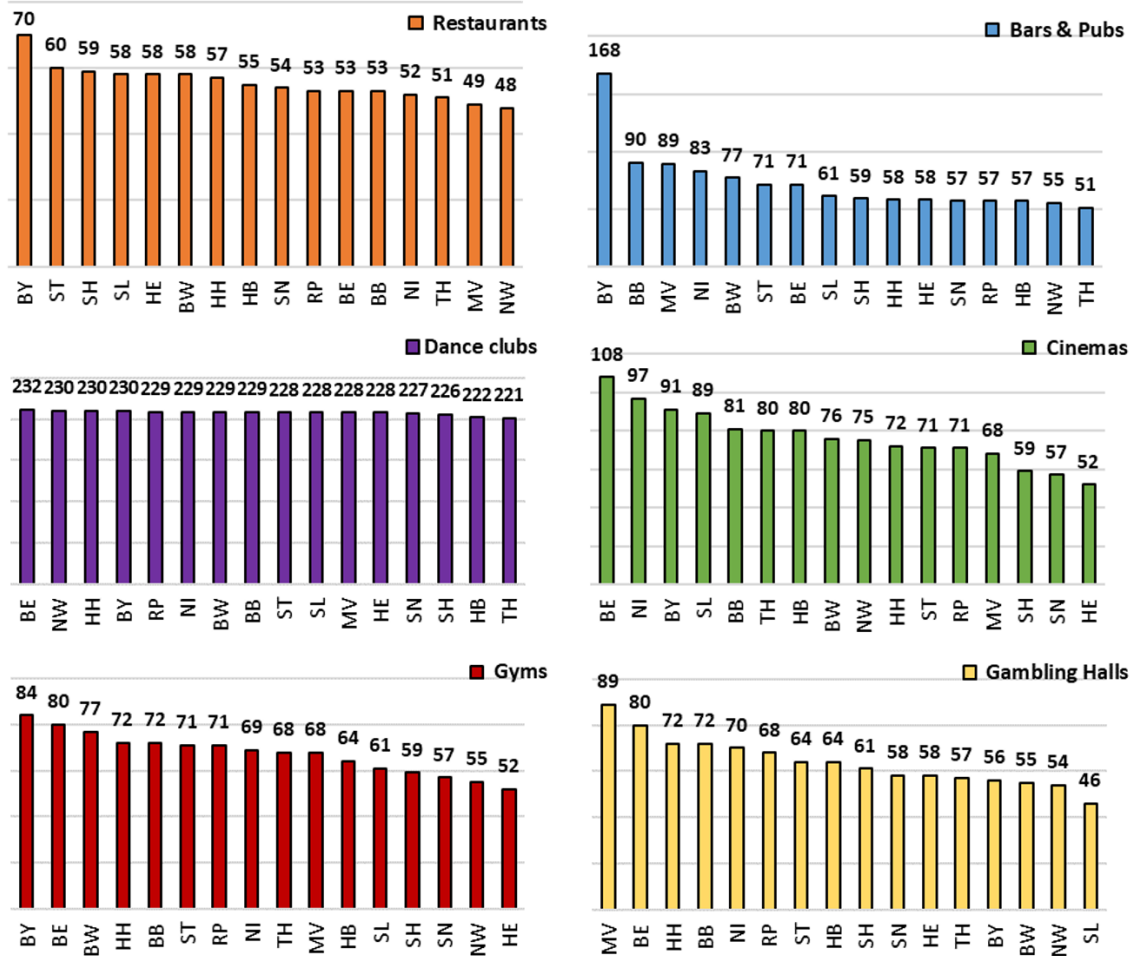 Restaurants
70 60 59 58 58 58 57 55 54 53 53 53 52 51 49 48
BY ST SH SL HE BW HH HB SN RP BE BB NI TH MV NW
Bars & Pubs
168 90 89 83 77 71 71 61 59 58 58 57 57 57 55 51
BY BB MV NI BW ST BE SL SH HH HE SN RP HB NW TH
Dance clubs
232 230 230 230 229 229 229 229 228 228 228 228 227 226 222 221
BE NW HH BY RP NI BW BB ST SL MV HE SN SH HB TH
Cinemas
108 97 91 89 81 80 80 76 75 72 71 71 68 59 57 52
BE NI BY SL BB TH HB BW NW HH ST RP MV SH SN HE
Gyms
84 80 77 72 72 71 71 69 68 68 64 61 59 57 55 52
BY BE BW HH BB ST RP NI TH MV HB SL SH SN NW HE
Gambling Halls
89 80 72 72 70 68 64 64 61 58 58 57 56 55 54 46
MV BE HH BB NI RP ST HB SH SN HE TH BY BW NW SL